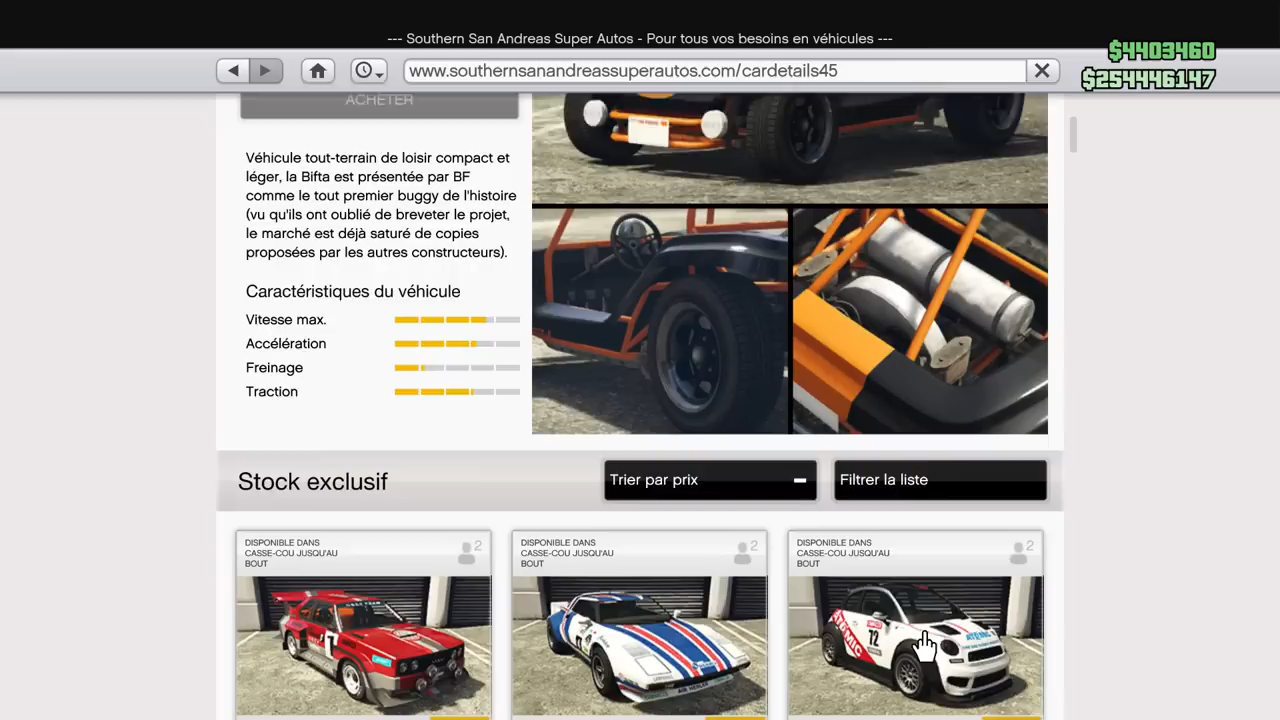 --- Southern San Andreas Super Autos - Pour tous vos besoins en véhicules ---
$4403460
www.southernsanandreassuperautos.com/cardetails45
$254446147
ACHETER
Véhicule tout-terrain de loisir compact et
léger, la Bifta est présentée par BF
comme le tout premier buggy de l'histoire
(vu qu'ils ont oublié de breveter le projet,
le marché est déjà saturé de copies
proposées par les autres constructeurs).
Caractéristiques du véhicule
Vitesse max.
Accélération
Freinage
Traction
Stock exclusif
Trier par prix
Filtrer la liste
DISPONIBLE DANS
CASSE-COU JUSQU'AU
BOUT
2
DISPONIBLE DANS
CASSE-COU JUSQU'AU
BOUT
2
DISPONIBLE DANS
CASSE-COU JUSQU'AU
BOUT
2
ATOMIC
72
ATOMIC